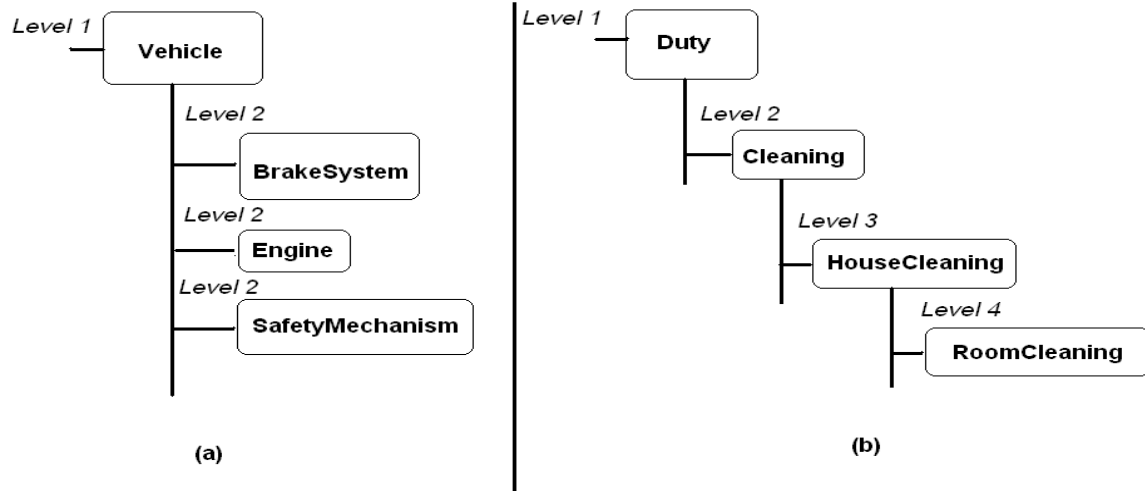 Level 1
Vehicle
Level 2
BrakeSystem
Level 2
Engine
Level 2
SafetyMechanism
(a)
Level 1
Duty
Level 2
Cleaning
Level 3
HouseCleaning
Level 4
RoomCleaning
(b)